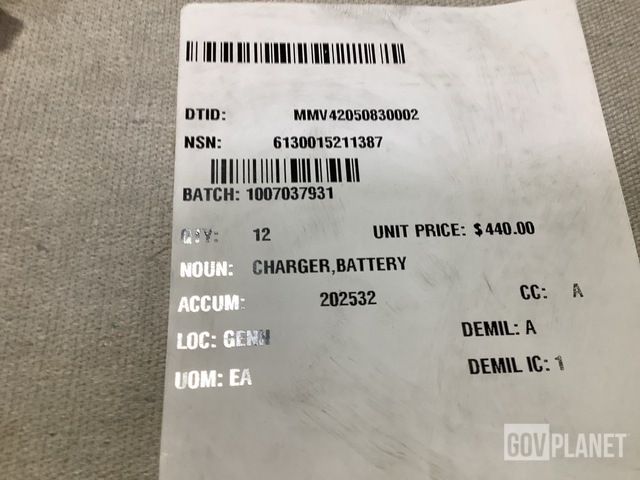 DTID: MMV42050830002
NSN: 6130015211387
BATCH: 1007037931
QTY: 12 UNIT PRICE: $440.00
NOUN: CHARGER,BATTERY
ACCUM: 202532 CC: A
LOC: GENH DEMIL: A
UOM: EA DEMIL IC: 1
GOVPLANET